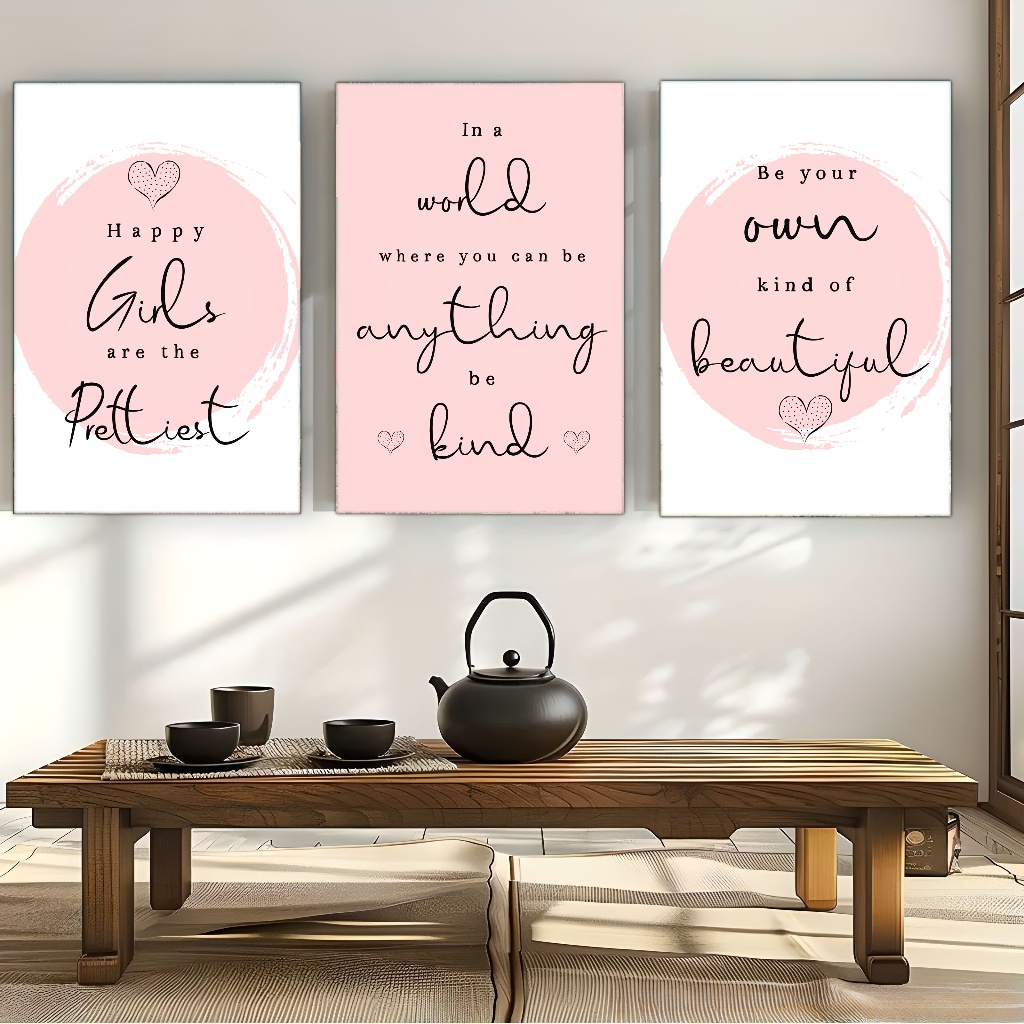 Happy
Girls
are the
Prettiest
In a
world
where you can be
anything
be
kind
Be your
own
kind of
beautiful